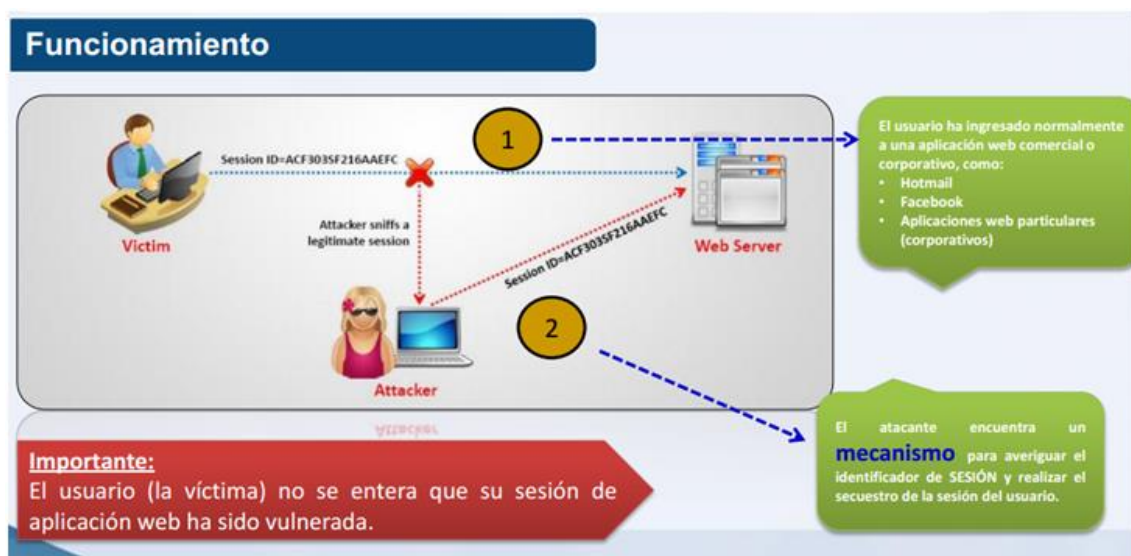 Funcionamiento
Session ID=ACF303SF216AAEFC
1
Attacker sniffs a
legitimate session
Victim
Web Server
Session ID=ACF303SF216AAEFC
2
Attacker
El usuario ha ingresado normalmente
a una aplicación web comercial o
corporativo, como:
• Hotmail
• Facebook
• Aplicaciones web particulares
(corporativos)
El atacante encuentra un
mecanismo para averiguar el
identificador de SESIÓN y realizar el
secuestro de la sesión del usuario.
Importante:
El usuario (la víctima) no se entera que su sesión de
aplicación web ha sido vulnerada.